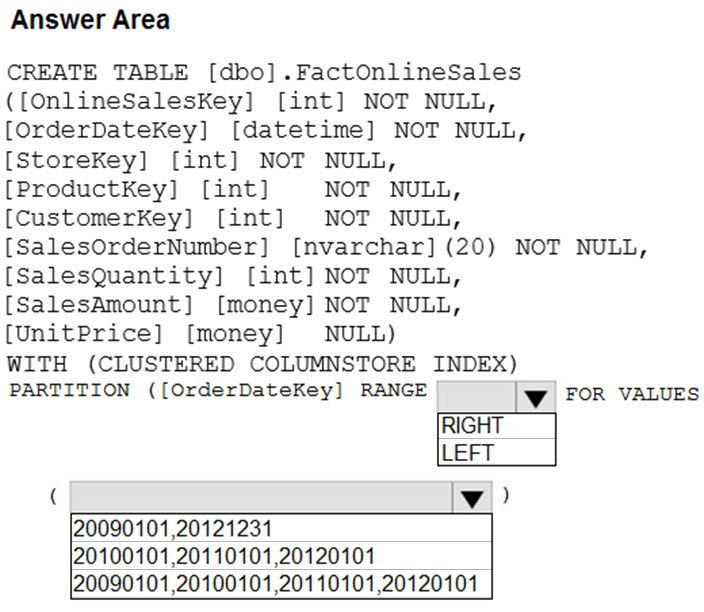 Answer Area
CREATE TABLE [dbo].FactOnlineSales
([OnlineSalesKey] [int] NOT NULL,
[OrderDateKey] [datetime] NOT NULL,
[StoreKey] [int] NOT NULL,
[ProductKey] [int] NOT NULL,
[CustomerKey] [int] NOT NULL,
[SalesOrderNumber] [nvarchar](20) NOT NULL,
[SalesQuantity] [int] NOT NULL,
[SalesAmount] [money] NOT NULL,
[UnitPrice] [money] NULL)
WITH (CLUSTERED COLUMNSTORE INDEX)
PARTITION ([OrderDateKey] RANGE FOR VALUES
RIGHT
LEFT
( )
20090101,20121231
20100101,20110101,20120101
20090101,20100101,20110101,20120101